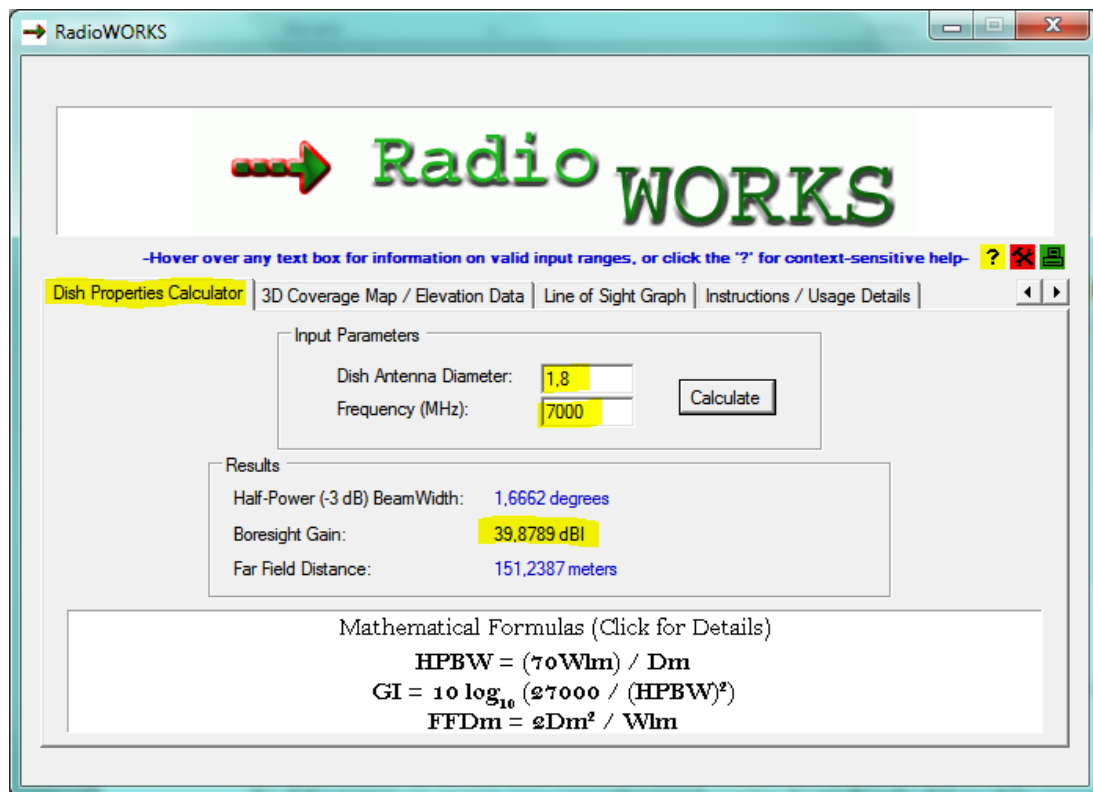 RadioWORKS
Radio WORKS
-Hover over any text box for information on valid input ranges, or click the '?' for context-sensitive help- ?
Dish Properties Calculator 3D Coverage Map / Elevation Data Line of Sight Graph Instructions / Usage Details
Input Parameters
Dish Antenna Diameter: 1,8
Frequency (MHz): 7000
Calculate
Results
Half-Power (-3 dB) BeamWidth: 1,6662 degrees
Boresight Gain: 39,8789 dBI
Far Field Distance: 151,2387 meters
Mathematical Formulas (Click for Details)
HPBW = (70Wlm) / Dm
GI = 10 log₁₀ (27000 / (HPBW)²)
FFDm = 2Dm² / Wlm